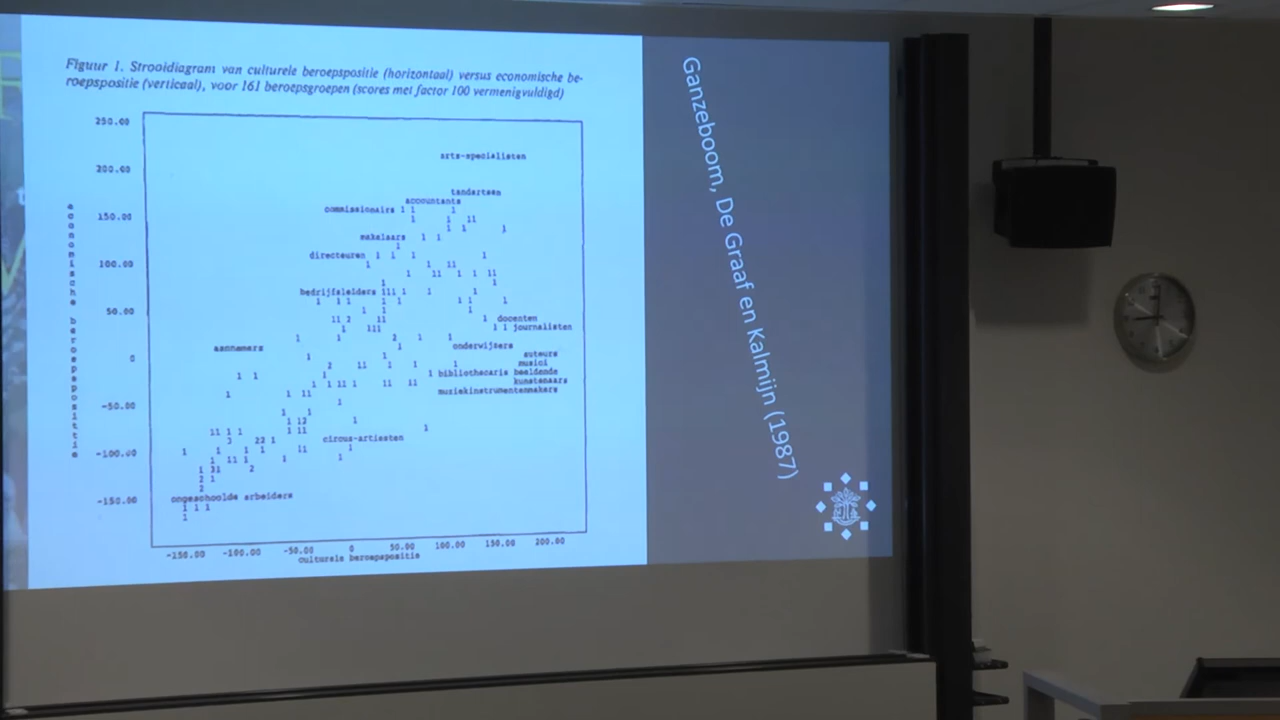 Figuur 1. Strooidiagram van culturele beroepspositie (horizontaal) versus economische be-
roepspositie (verticaal), voor 161 beroepsgroepen (scores met factor 100 vermenigvuldigd)
250.00
arts-specialisten
200.00
tandartsen
accountants
commissionairs
150.00
makelaars
directeuren
100.00
bedrijfsleiders
50.00
docenten
journalisten
aannemers
onderwijzers
0
auteurs
musici
bibliothecaris beeldende
kunstenaars
muziekinstrumentenmakers
-50.00
circus-artiesten
-100.00
ongeschoolde arbeiders
-150.00
economische beroepspositie
-150.00 -100.00 -50.00 0 50.00 100.00 150.00 200.00
culturele beroepspositie
Ganzeboom, De Graaf en Kalmijn (1987)